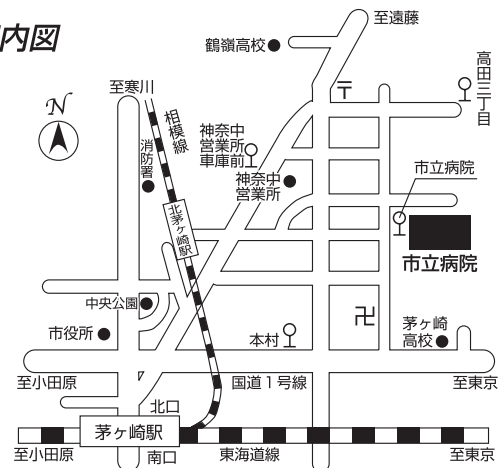 内図
至遠藤
鶴嶺高校
高田三丁目
〒
至寒川
N
相模線
神奈中
営業所
車庫前
消防署
神奈中
営業所
市立病院
北茅ヶ崎駅
市立病院
中央公園
市役所
本村
卍
茅ヶ崎
高校
至小田原
国道1号線
至東京
北口
茅ヶ崎駅
至小田原
南口
東海道線
至東京